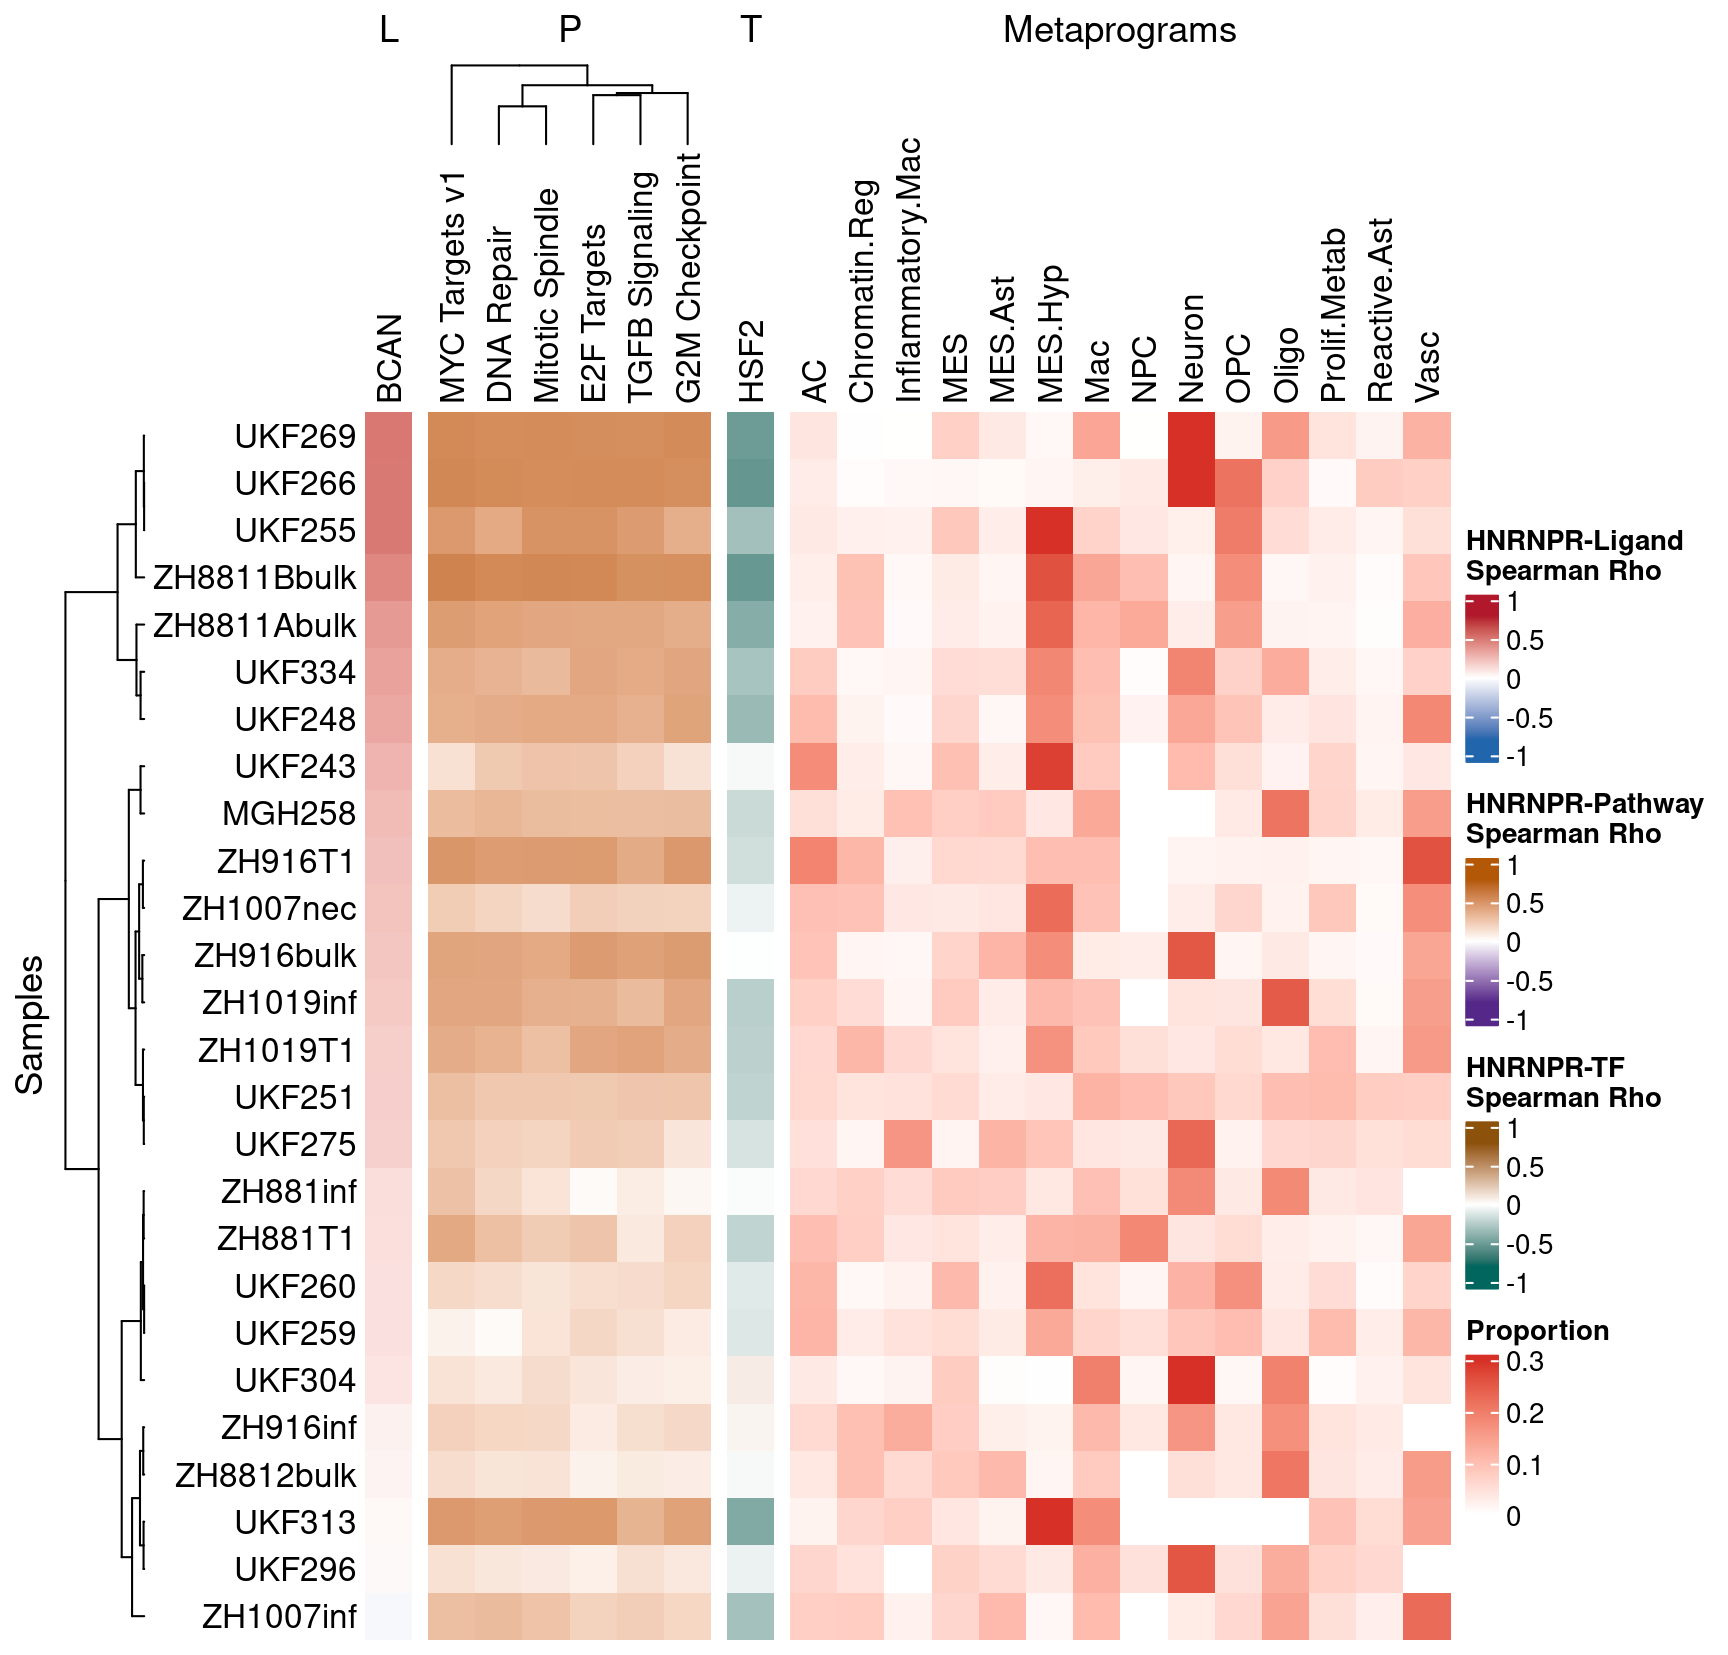 L P T Metaprograms
BCAN
MYC Targets v1
DNA Repair
Mitotic Spindle
E2F Targets
TGFB Signaling
G2M Checkpoint
HSF2
AC
Chromatin.Reg
Inflammatory.Mac
MES
MES.Ast
MES.Hyp
Mac
NPC
Neuron
OPC
Oligo
Prolif.Metab
Reactive.Ast
Vasc
Samples
UKF269
UKF266
UKF255
ZH8811Bbulk
ZH8811Abulk
UKF334
UKF248
UKF243
MGH258
ZH916T1
ZH1007nec
ZH916bulk
ZH1019inf
ZH1019T1
UKF251
UKF275
ZH881inf
ZH881T1
UKF260
UKF259
UKF304
ZH916inf
ZH8812bulk
UKF313
UKF296
ZH1007inf
HNRNPR-Ligand
Spearman Rho
1
0.5
0
-0.5
-1
HNRNPR-Pathway
Spearman Rho
1
0.5
0
-0.5
-1
HNRNPR-TF
Spearman Rho
1
0.5
0
-0.5
-1
Proportion
0.3
0.2
0.1
0